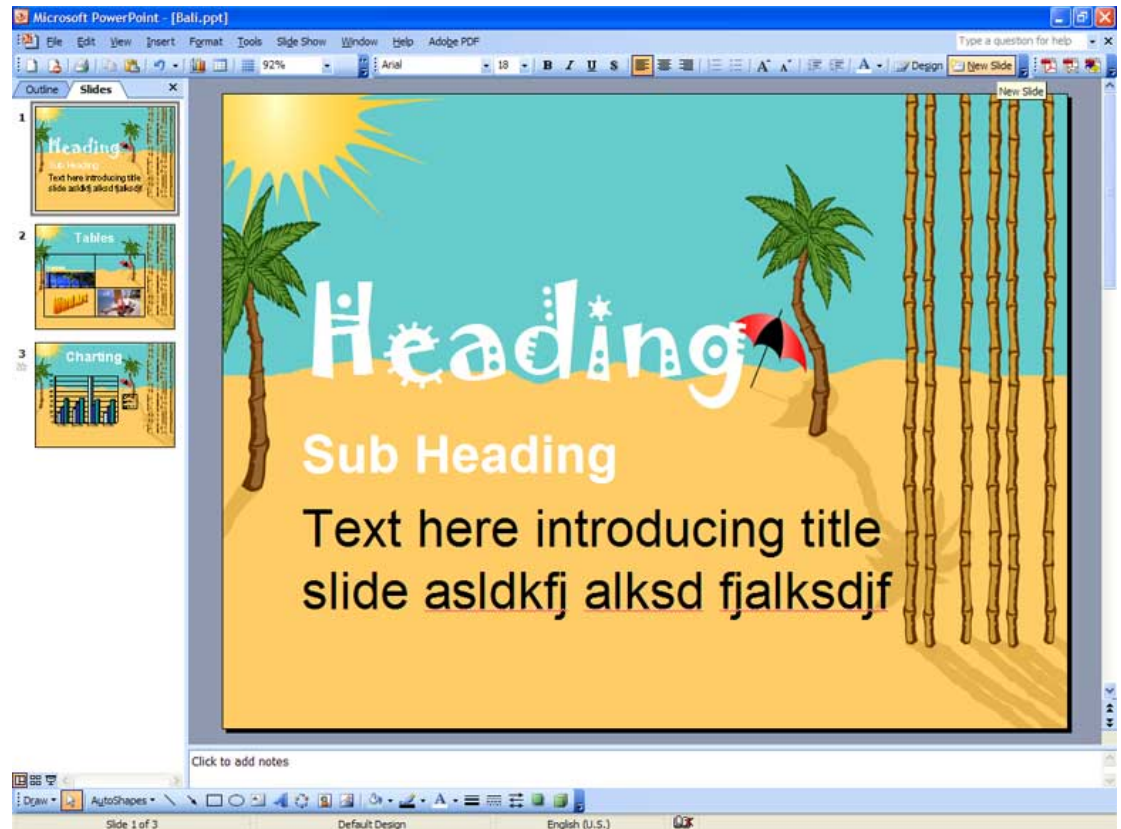 Microsoft PowerPoint - [Bali.ppt]
File Edit View Insert Format Tools Slide Show Window Help Adobe PDF
Type a question for help
92% Arial 18 B I U S A A A Design New Slide
New Slide
Outline Slides
1
Heading
Sub Heading
Text here introducing title
slide asldkfj alksd fjalksdjf
2
Tables
3
Charting
Heading
Sub Heading
Text here introducing title
slide asldkfj alksd fjalksdjf
Click to add notes
Draw AutoShapes A
Slide 1 of 3 Default Design English (U.S.)